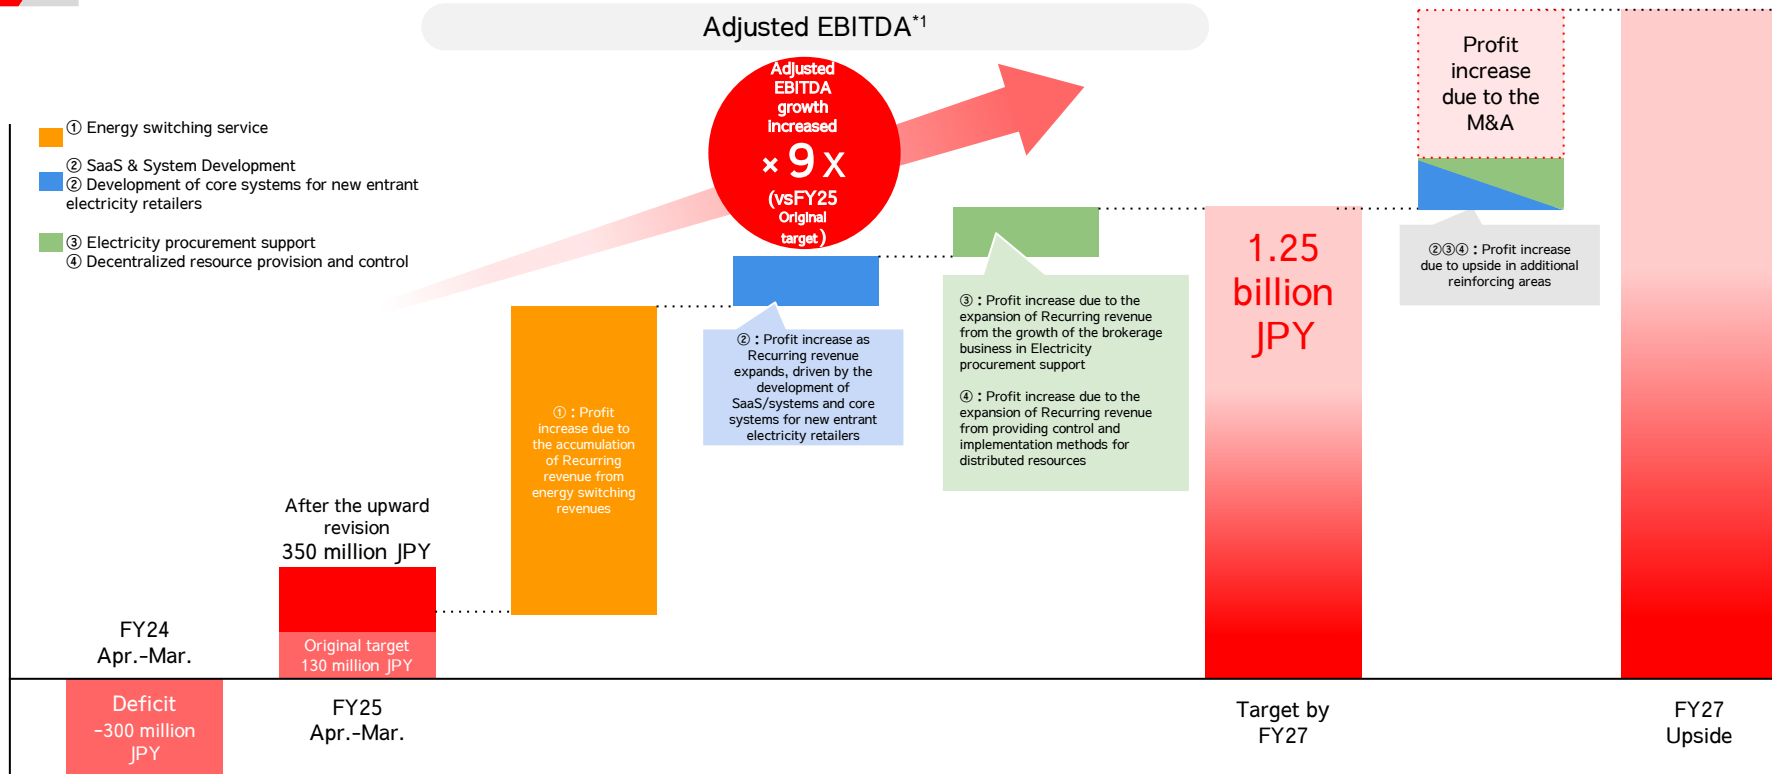 Adjusted EBITDA*1
① Energy switching service
② SaaS & System Development
② Development of core systems for new entrant
electricity retailers
③ Electricity procurement support
④ Decentralized resource provision and control
Adjusted
EBITDA
growth
increased
× 9 X
(vsFY25
Original
target)
Profit
increase
due to the
M&A
②③④ : Profit increase
due to upside in additional
reinforcing areas
1.25
billion
JPY
② : Profit increase as
Recurring revenue
expands, driven by the
development of
SaaS/systems and core
systems for new entrant
electricity retailers
③ : Profit increase due to the
expansion of Recurring revenue
from the growth of the brokerage
business in Electricity
procurement support
④ : Profit increase due to the
expansion of Recurring revenue
from providing control and
implementation methods for
distributed resources
① : Profit
increase due to
the accumulation
of Recurring
revenue from
energy switching
revenues
After the upward
revision
350 million JPY
Original target
130 million JPY
FY24
Apr.-Mar.
Deficit
-300 million
JPY
FY25
Apr.-Mar.
Target by
FY27
FY27
Upside